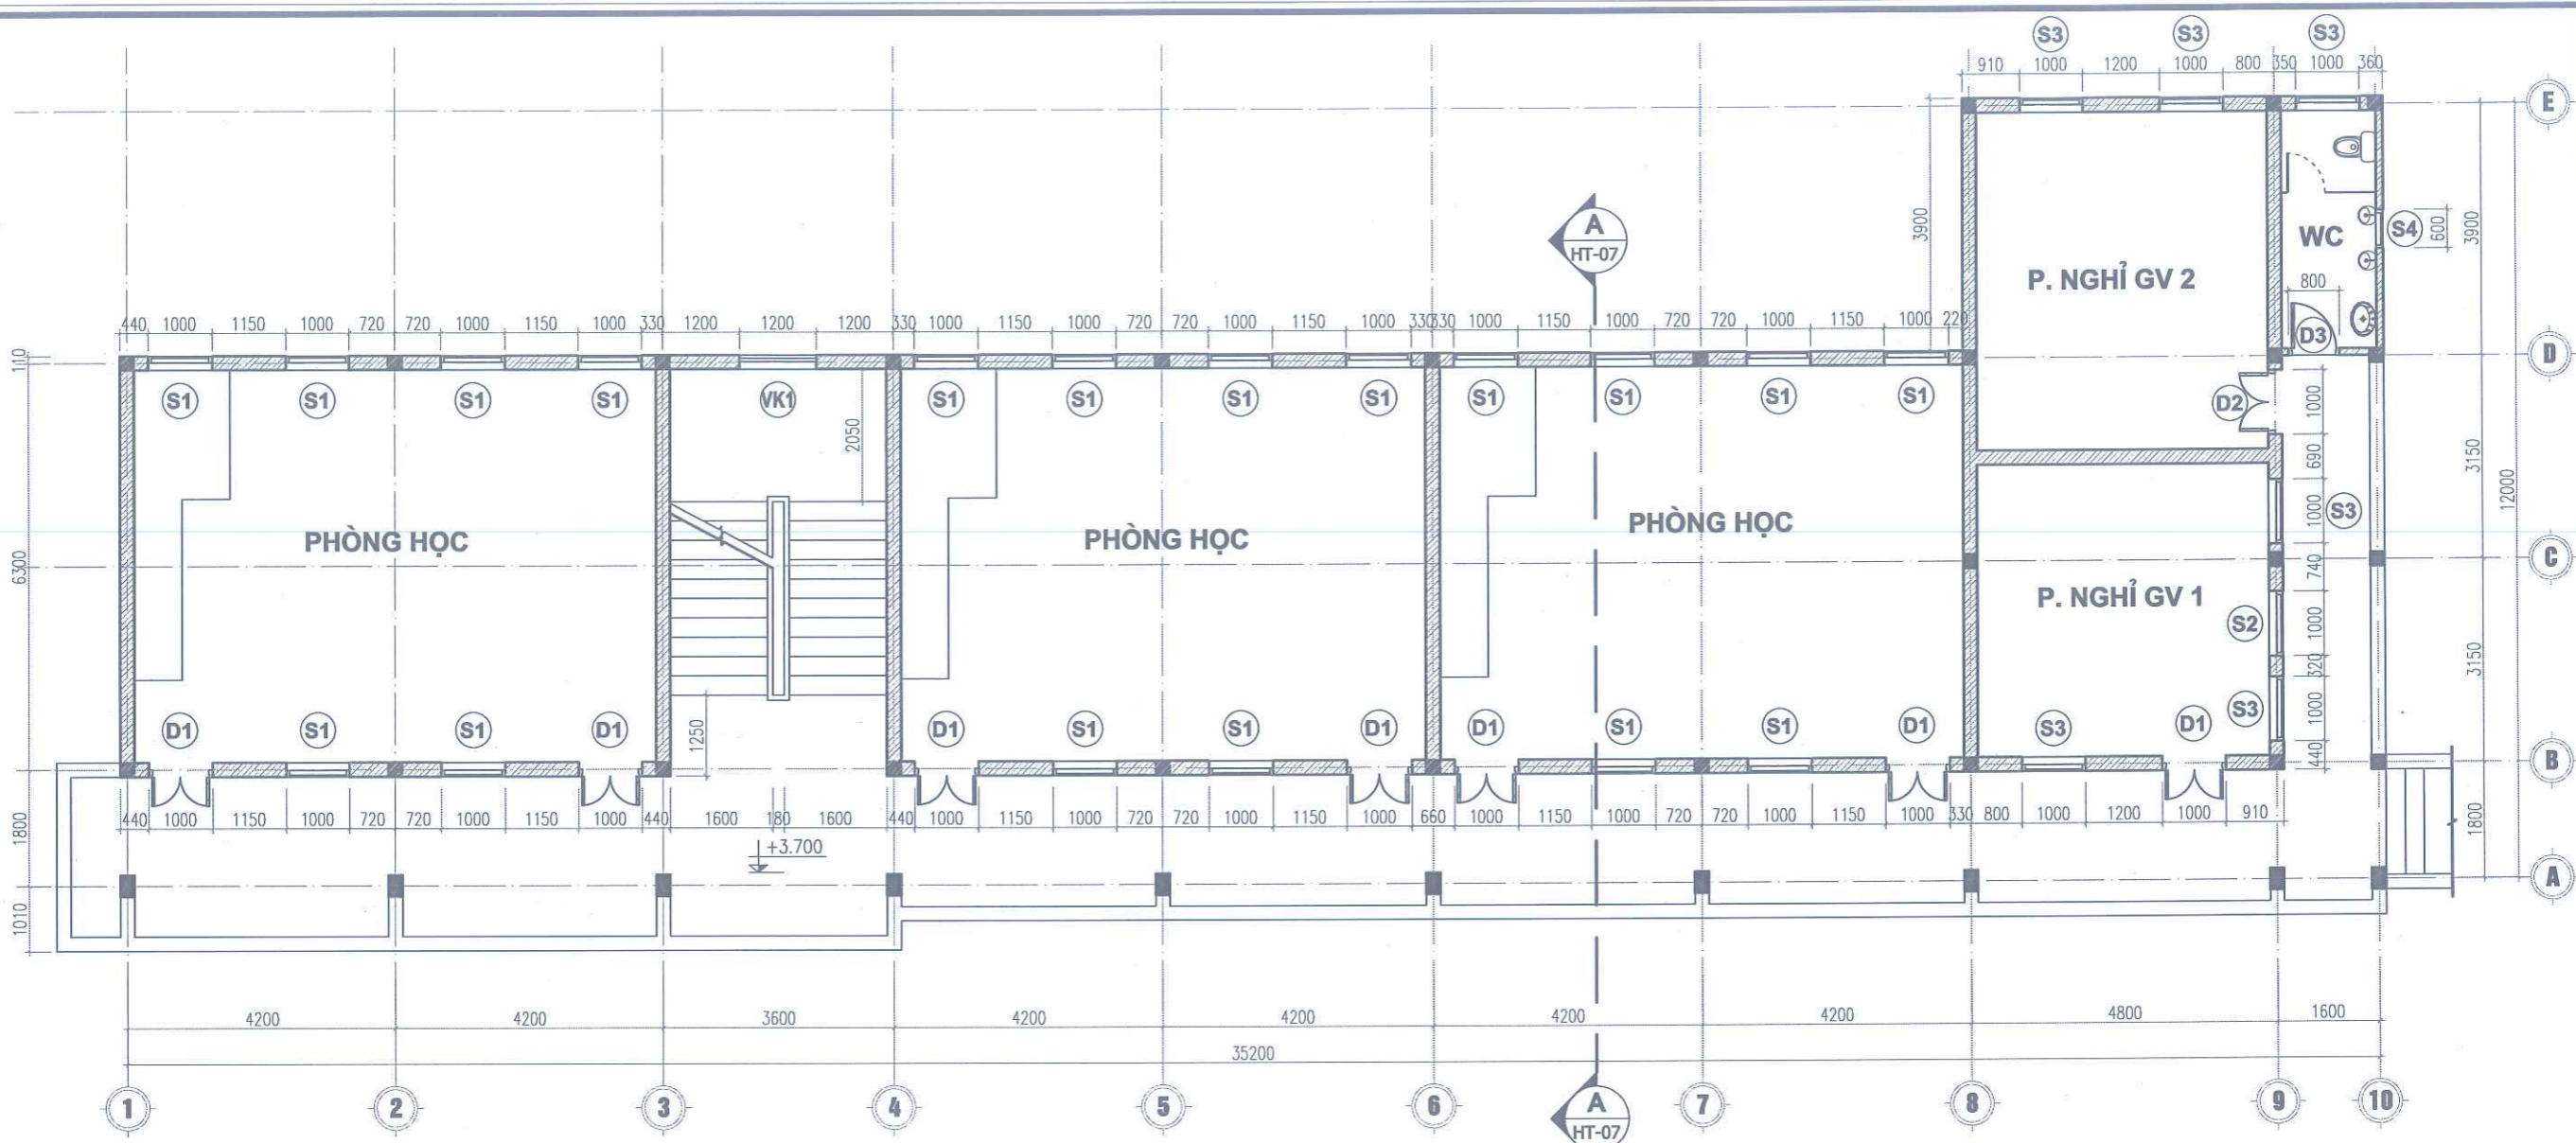 S3 S3 S3
910 1000 1200 1000 800 350 1000 360
E
3900
A
HT-07
WC
S4
600
3900
P. NGHỈ GV 2
800
D3
440 1000 1150 1000 720 720 1000 1150 1000 330 1200 1200 1200 330 1000 1150 1000 720 720 1000 1150 1000 330 330 1000 1150 1000 720 720 1000 1150 1000 220
110
D
S1 S1 S1 S1 VK1 S1 S1 S1 S1 S1 S1 S1 S1
D2
1000
2050
690
3150
12000
1000
S3
PHÒNG HỌC
PHÒNG HỌC
PHÒNG HỌC
6300
C
740
P. NGHỈ GV 1
S2
1000
320
3150
S3
1000
D1 S1 S1 D1 D1 S1 S1 D1 D1 S1 S1 D1 S3 D1
1250
440
B
440 1000 1150 1000 720 720 1000 1150 1000 440 1600 180 1600 440 1000 1150 1000 720 720 1000 1150 1000 660 1000 1150 1000 720 720 1000 1150 1000 330 800 1000 1200 1000 910
1800
1800
+3.700
A
1010
4200 4200 3600 4200 4200 4200 4200 4800 1600
35200
1 2 3 4 5 6 7 8 9 10
A
HT-07